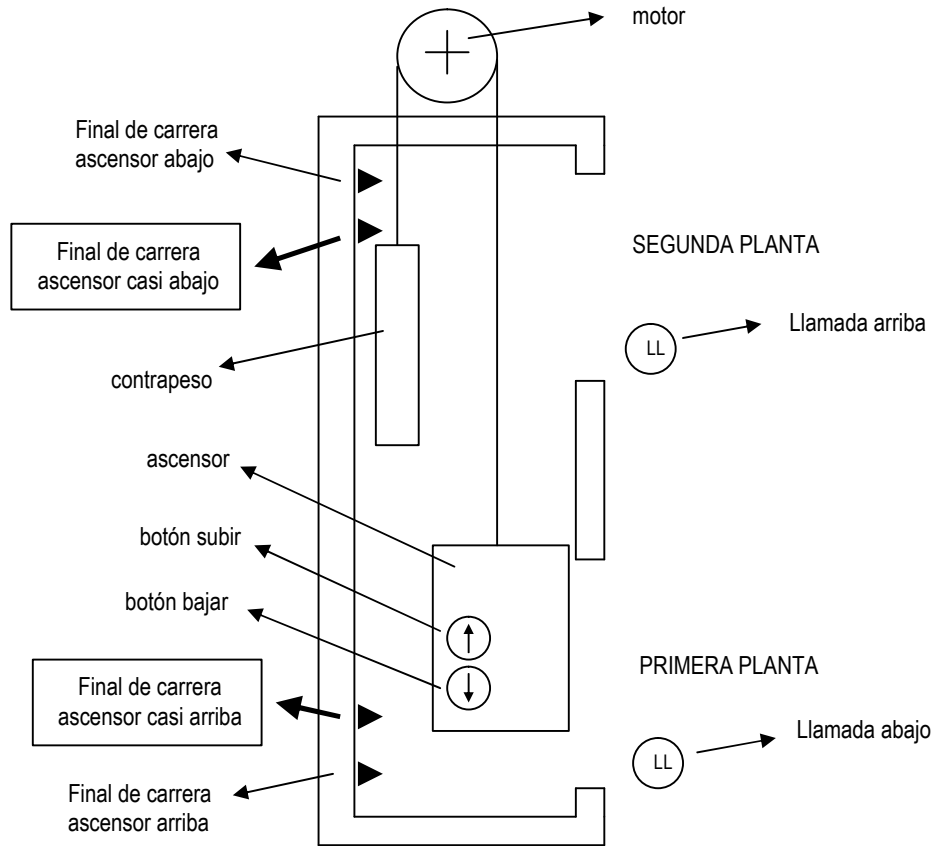 motor
Final de carrera
ascensor abajo
Final de carrera
ascensor casi abajo
SEGUNDA PLANTA
Llamada arriba
LL
contrapeso
ascensor
botón subir
botón bajar
PRIMERA PLANTA
Final de carrera
ascensor casi arriba
Llamada abajo
LL
Final de carrera
ascensor arriba